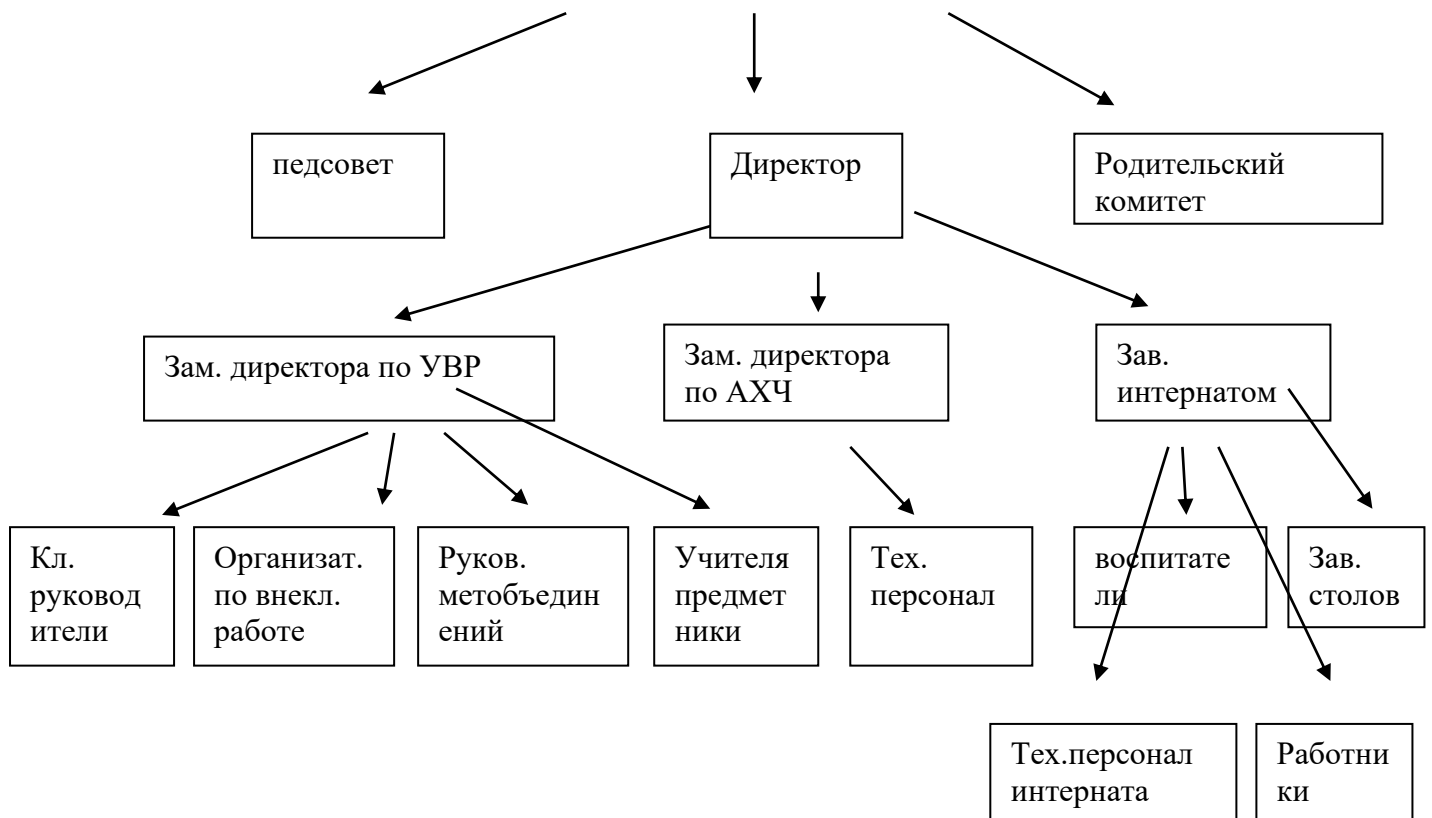 педсовет
Директор
Родительский
комитет
Зам. директора по УВР
Зам. директора
по АХЧ
Зав.
интернатом
Кл.
руковод
ители
Организат.
по внекл.
работе
Руков.
метобъедин
ений
Учителя
предмет
ники
Тех.
персонал
воспитате
ли
Зав.
столов
Тех.персонал
интерната
Работни
ки